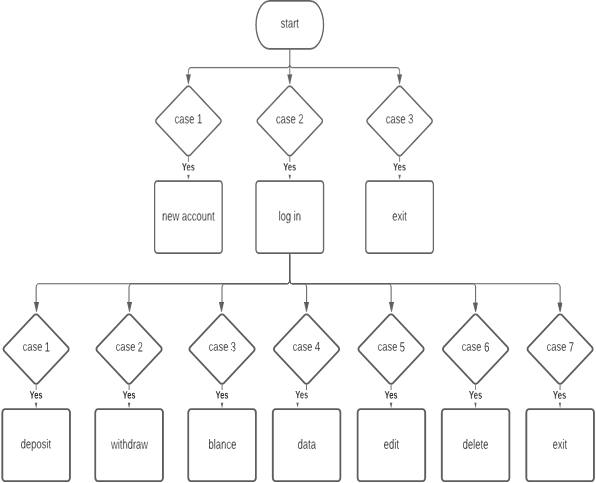 start
case 1
case 2
case 3
Yes
Yes
Yes
new account
log in
exit
case 1
case 2
case 3
case 4
case 5
case 6
case 7
Yes
Yes
Yes
Yes
Yes
Yes
Yes
deposit
withdraw
blance
data
edit
delete
exit